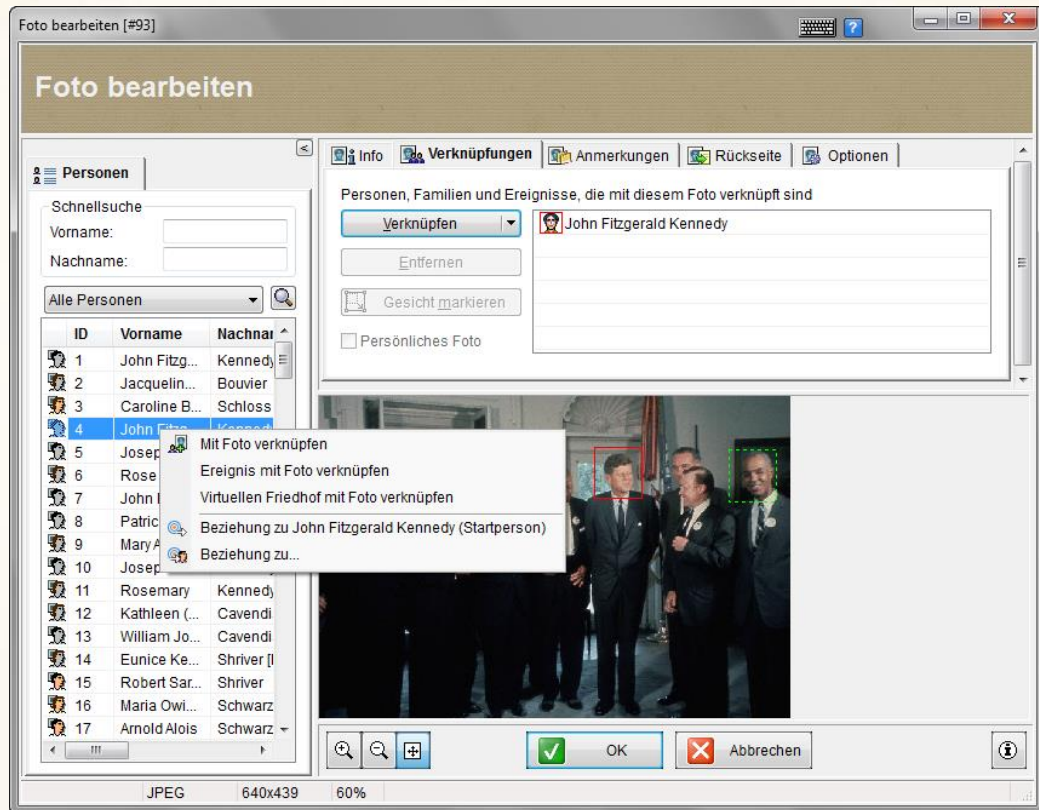 Foto bearbeiten [#93]
?
Foto bearbeiten
Personen
Schnellsuche
Vorname:
Nachname:
Alle Personen
ID Vorname Nachnar
1 John Fitzg... Kennedy
2 Jacquelin... Bouvier
3 Caroline B... Schloss
4
5 Josep
6 Rose
7 John
8 Patric
9 Mary A
10 Josep
11 Rosemary Kennedy
12 Kathleen (... Cavendi
13 William Jo... Cavendi
14 Eunice Ke... Shriver [
15 Robert Sar... Shriver
16 Maria Owi... Schwarz
17 Arnold Alois Schwarz
Mit Foto verknüpfen
Ereignis mit Foto verknüpfen
Virtuellen Friedhof mit Foto verknüpfen
Beziehung zu John Fitzgerald Kennedy (Startperson)
Beziehung zu...
Info Verknüpfungen Anmerkungen Rückseite Optionen
Personen, Familien und Ereignisse, die mit diesem Foto verknüpft sind
Verknüpfen
John Fitzgerald Kennedy
Entfernen
Gesicht markieren
Persönliches Foto
OK
Abbrechen
JPEG 640x439 60%